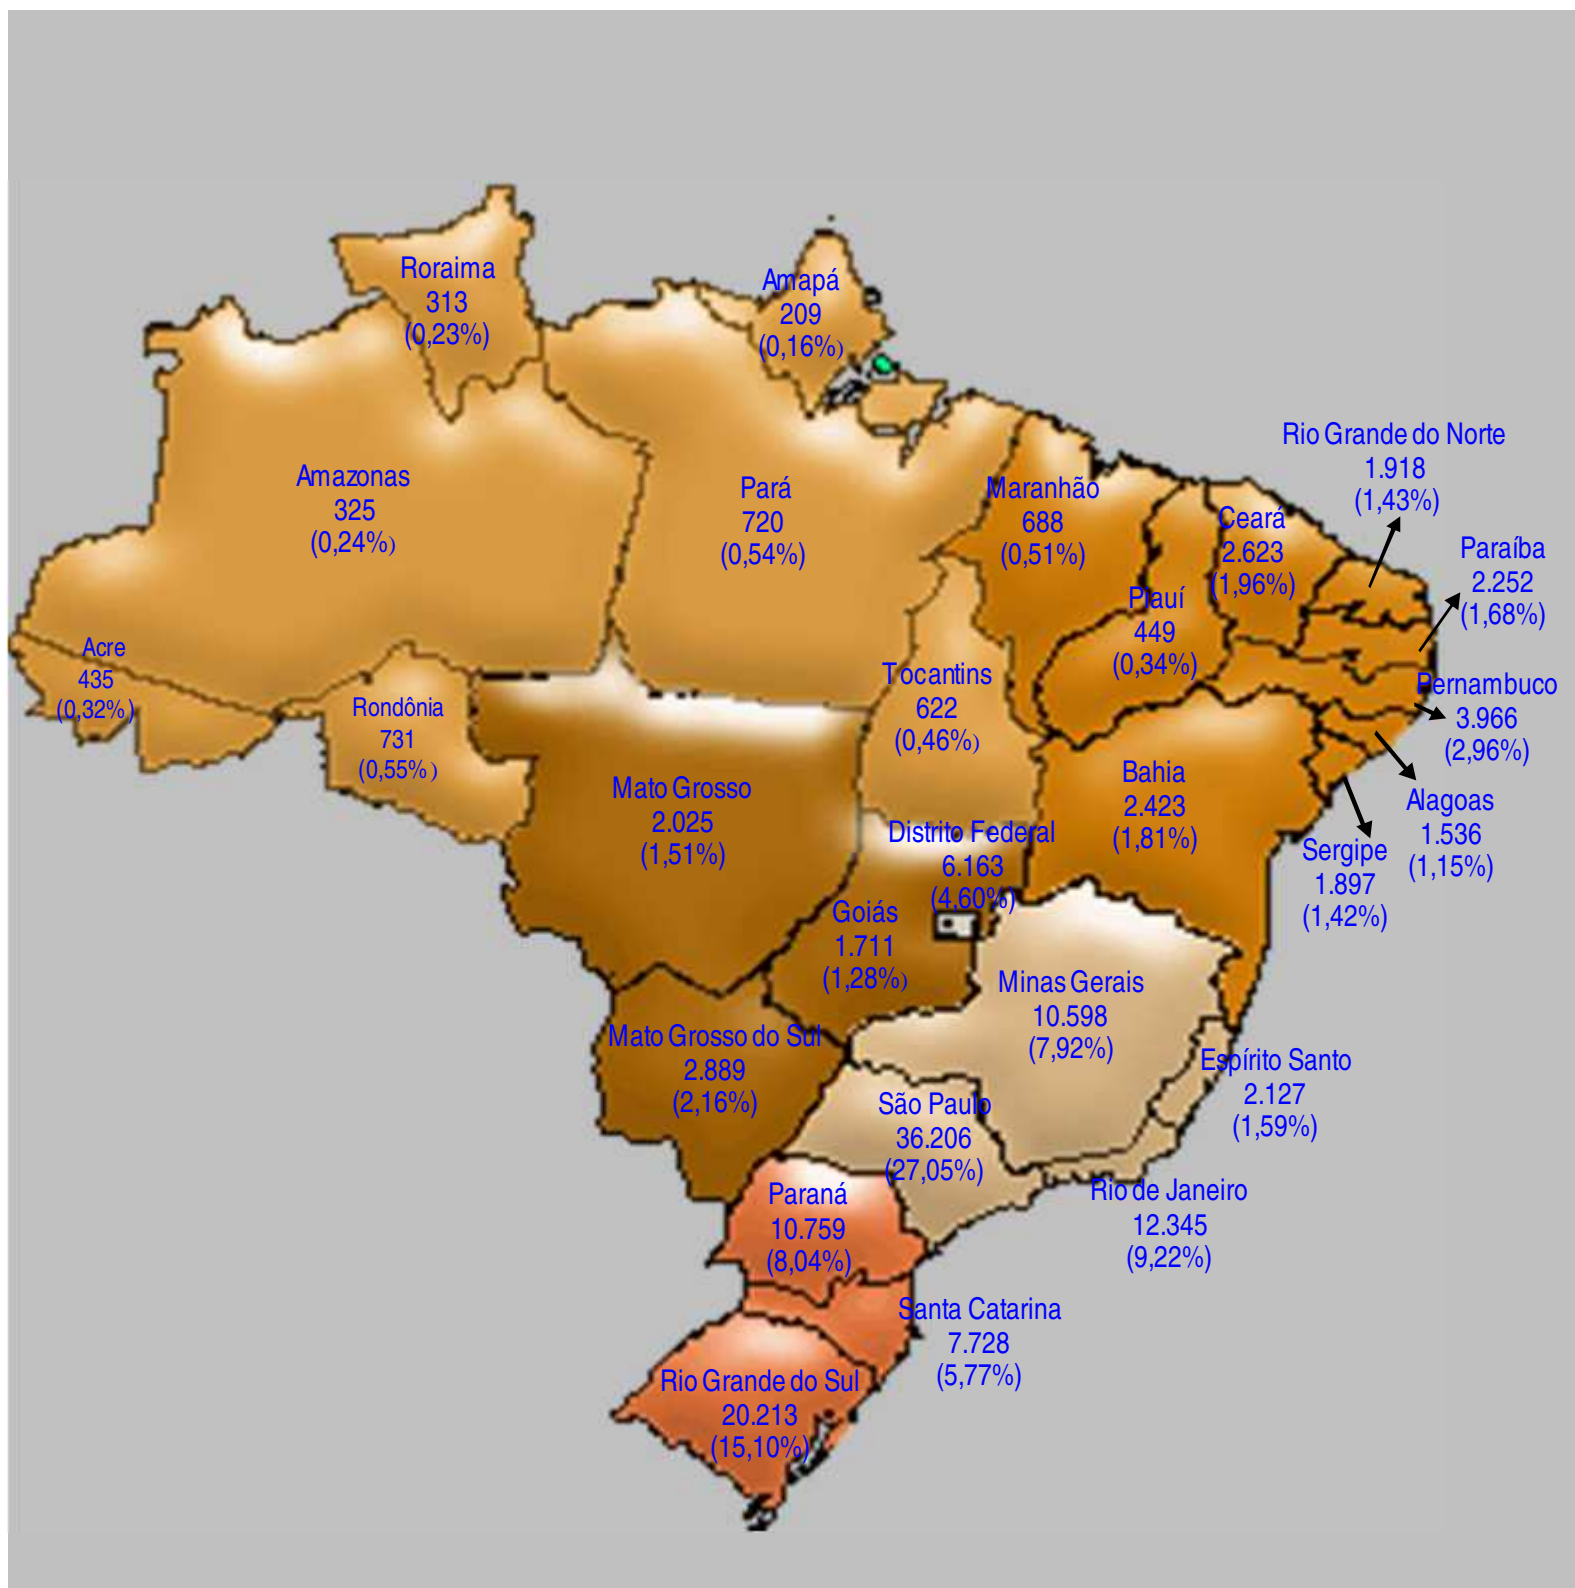 Roraima
313
(0,23%)
Amapá
209
(0,16%)
Amazonas
325
(0,24%)
Pará
720
(0,54%)
Maranhão
688
(0,51%)
Ceará
2.623
(1,96%)
Rio Grande do Norte
1.918
(1,43%)
Paraíba
2.252
(1,68%)
Piauí
449
(0,34%)
Acre
435
(0,32%)
Rondônia
731
(0,55%)
Tocantins
622
(0,46%)
Pernambuco
3.966
(2,96%)
Mato Grosso
2.025
(1,51%)
Bahia
2.423
(1,81%)
Alagoas
1.536
(1,15%)
Distrito Federal
6.163
(4,60%)
Sergipe
1.897
(1,42%)
Goiás
1.711
(1,28%)
Minas Gerais
10.598
(7,92%)
Mato Grosso do Sul
2.889
(2,16%)
Espírito Santo
2.127
(1,59%)
São Paulo
36.206
(27,05%)
Rio de Janeiro
12.345
(9,22%)
Paraná
10.759
(8,04%)
Santa Catarina
7.728
(5,77%)
Rio Grande do Sul
20.213
(15,10%)